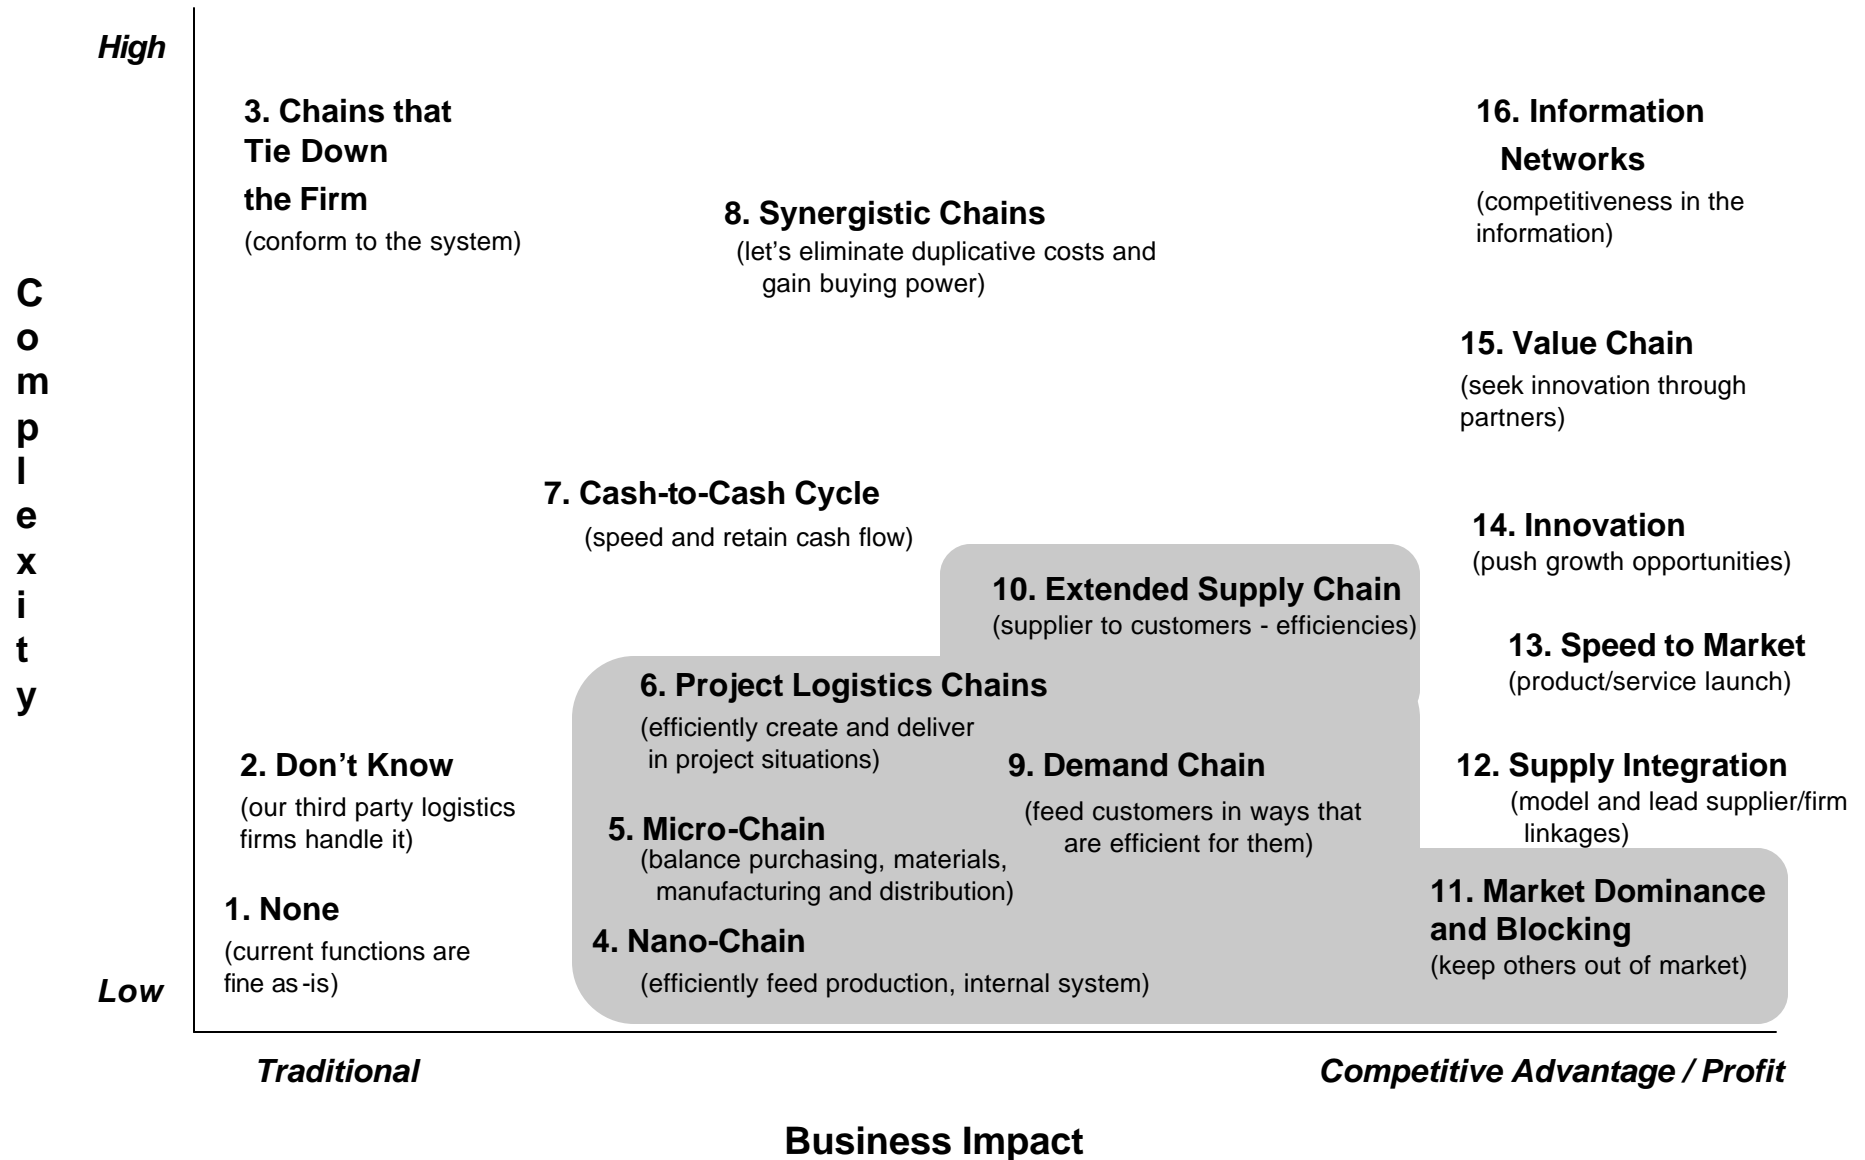 High
3. Chains that
Tie Down
the Firm
(conform to the system)
8. Synergistic Chains
(let's eliminate duplicative costs and
gain buying power)
16. Information
Networks
(competitiveness in the
information)
Complexity
15. Value Chain
(seek innovation through
partners)
7. Cash-to-Cash Cycle
(speed and retain cash flow)
14. Innovation
(push growth opportunities)
10. Extended Supply Chain
(supplier to customers - efficiencies)
13. Speed to Market
(product/service launch)
6. Project Logistics Chains
(efficiently create and deliver
in project situations)
2. Don’t Know
(our third party logistics
firms handle it)
9. Demand Chain
(feed customers in ways that
are efficient for them)
12. Supply Integration
(model and lead supplier/firm
linkages)
5. Micro-Chain
(balance purchasing, materials,
manufacturing and distribution)
1. None
(current functions are
fine as-is)
4. Nano-Chain
(efficiently feed production, internal system)
11. Market Dominance
and Blocking
(keep others out of market)
Low
Traditional
Competitive Advantage / Profit
Business Impact